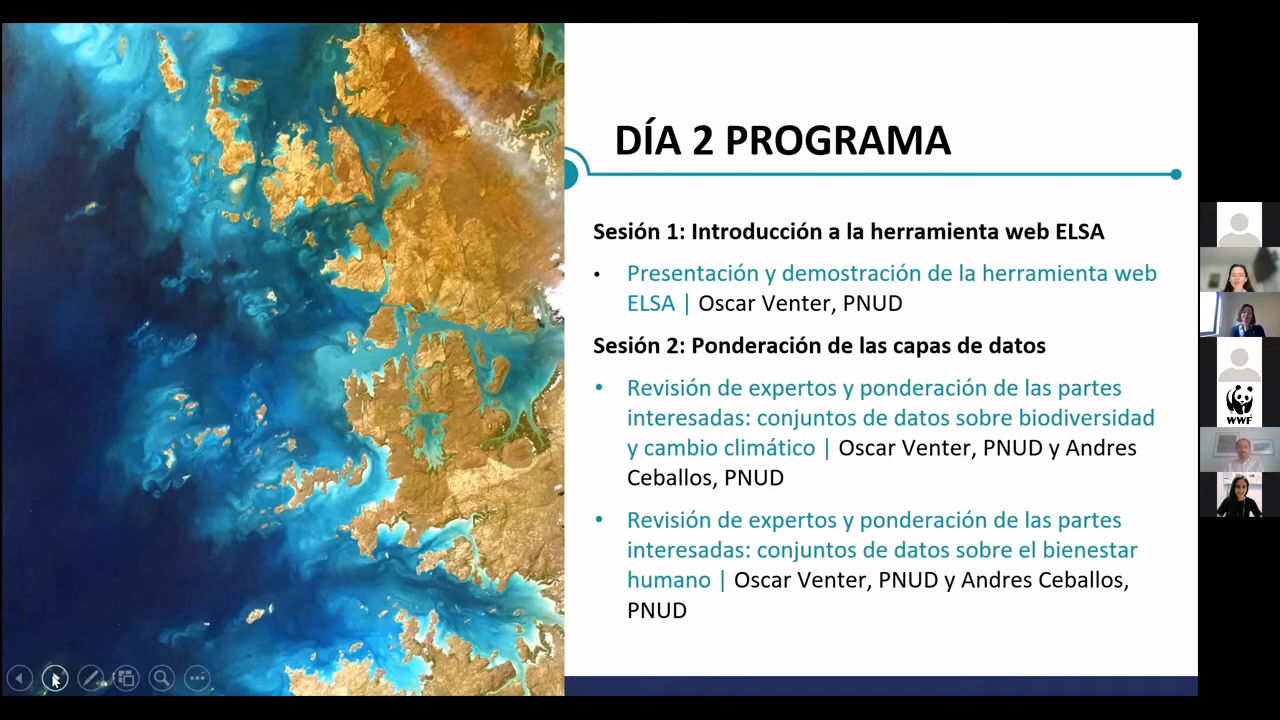 DÍA 2 PROGRAMA
Sesión 1: Introducción a la herramienta web ELSA
• Presentación y demostración de la herramienta web
ELSA | Oscar Venter, PNUD
Sesión 2: Ponderación de las capas de datos
• Revisión de expertos y ponderación de las partes
interesadas: conjuntos de datos sobre biodiversidad
y cambio climático | Oscar Venter, PNUD y Andres
Ceballos, PNUD
• Revisión de expertos y ponderación de las partes
interesadas: conjuntos de datos sobre el bienestar
humano | Oscar Venter, PNUD y Andres Ceballos,
PNUD
WWF